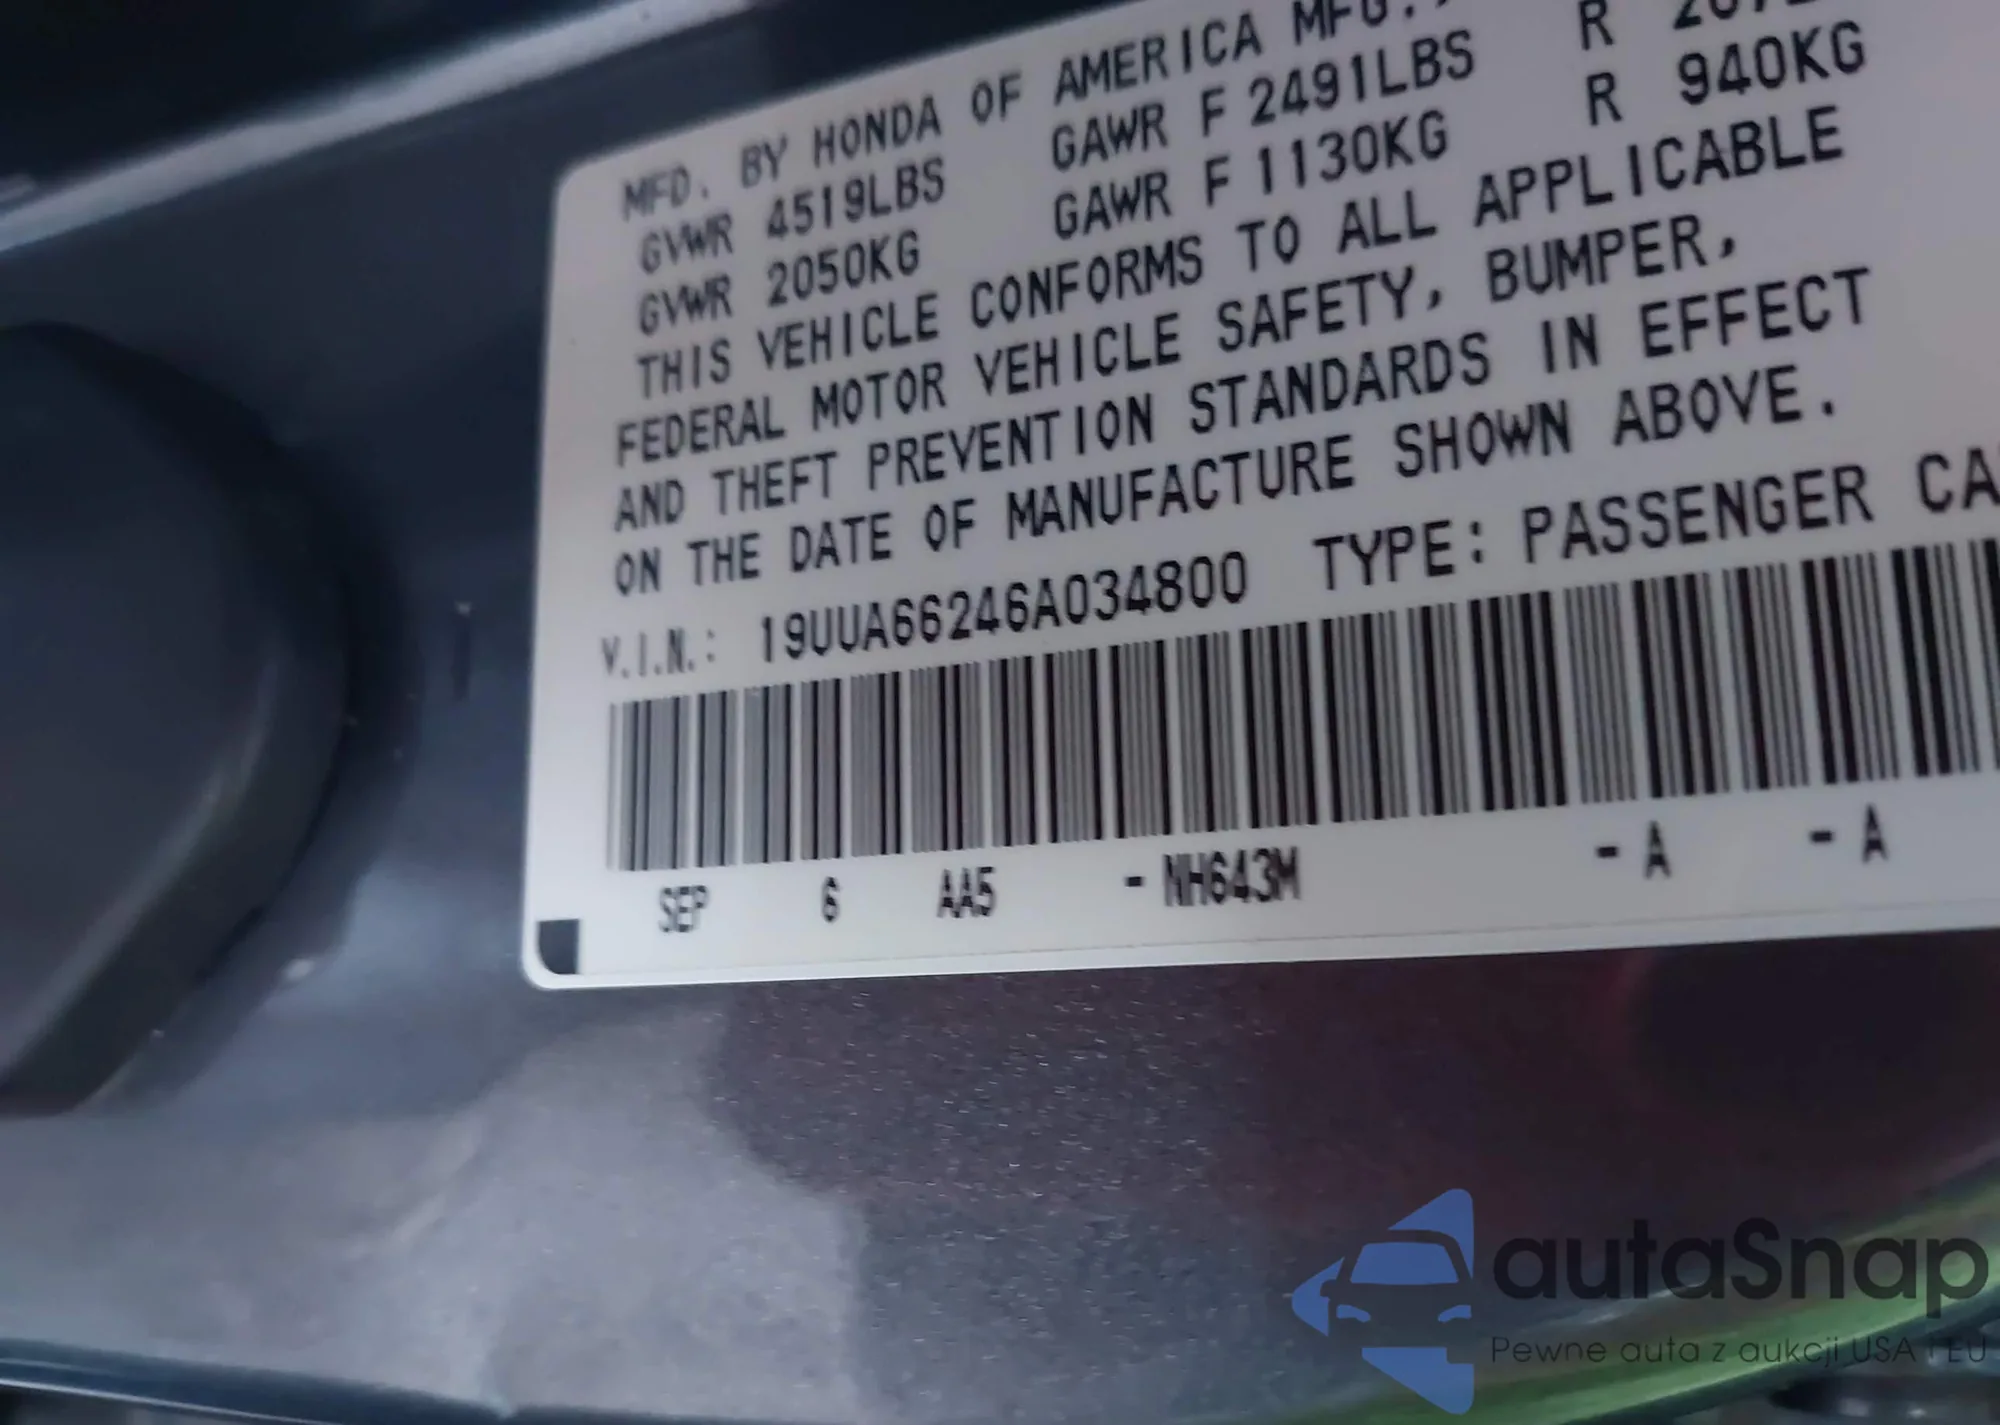 MFD. BY HONDA OF AMERICA MFG.,
GVWR 4519LBS GAWR F 2491LBS R
GVWR 2050KG GAWR F 1130KG R 940KG
THIS VEHICLE CONFORMS TO ALL APPLICABLE
FEDERAL MOTOR VEHICLE SAFETY, BUMPER,
AND THEFT PREVENTION STANDARDS IN EFFECT
ON THE DATE OF MANUFACTURE SHOWN ABOVE.
V.I.N.: 19UUA66246A034800 TYPE: PASSENGER CA
SEP 6 AA5 - NH643M - A - A
autaSnap
Pewne auta z aukcji USA i EU